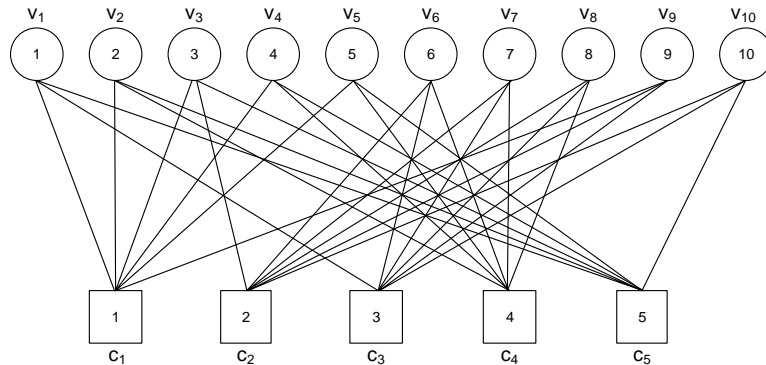 v₁ v₂ v₃ v₄ v₅ v₆ v₇ v₈ v₉ v₁₀
1 2 3 4 5 6 7 8 9 10
1 2 3 4 5
c₁ c₂ c₃ c₄ c₅